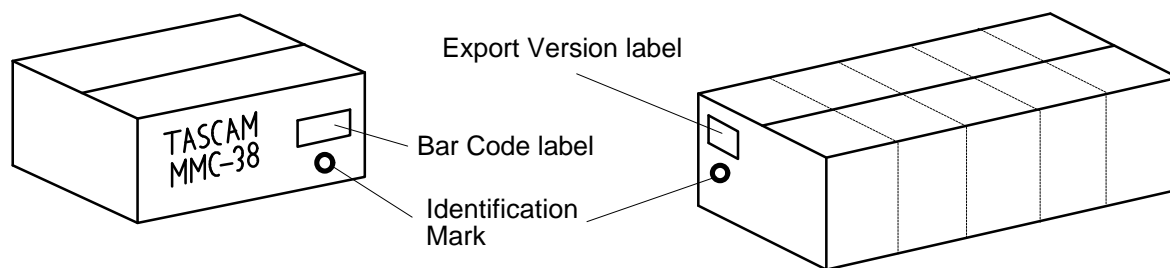 Export Version label
TASCAM
MMC-38
Bar Code label
Identification
Mark